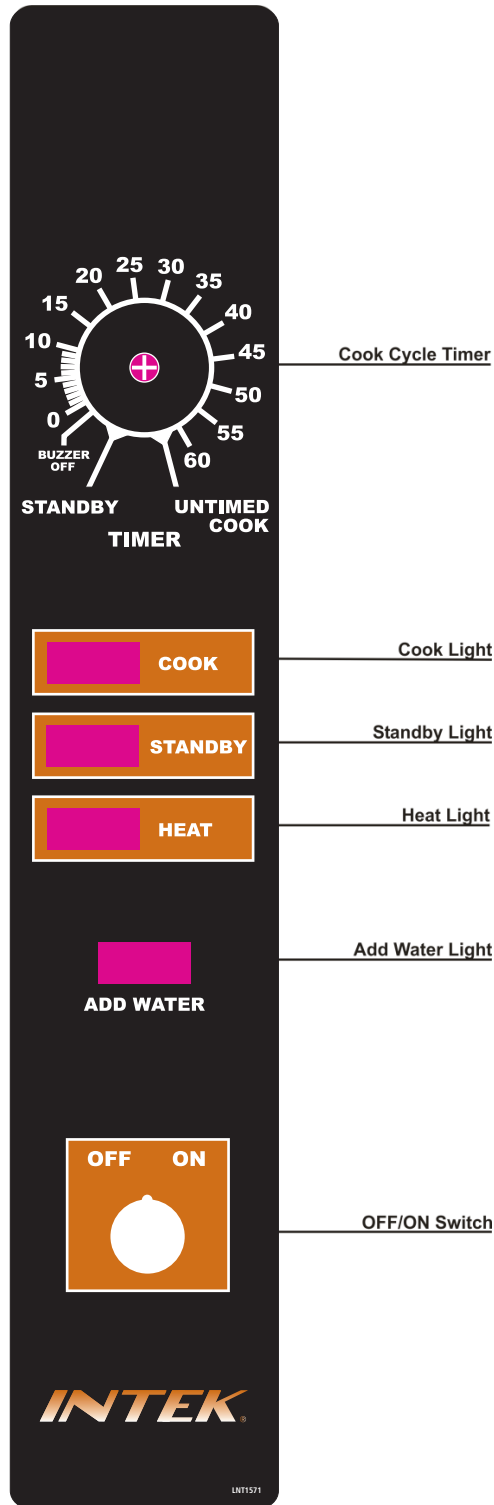 25 30
20 35
15 40
10 45 Cook Cycle Timer
5 50
0 55
BUZZER OFF 60
STANDBY UNTIMED
COOK
TIMER
COOK Cook Light
STANDBY Standby Light
HEAT Heat Light
Add Water Light
ADD WATER
OFF ON
OFF/ON Switch
INTEK®
LNT1571